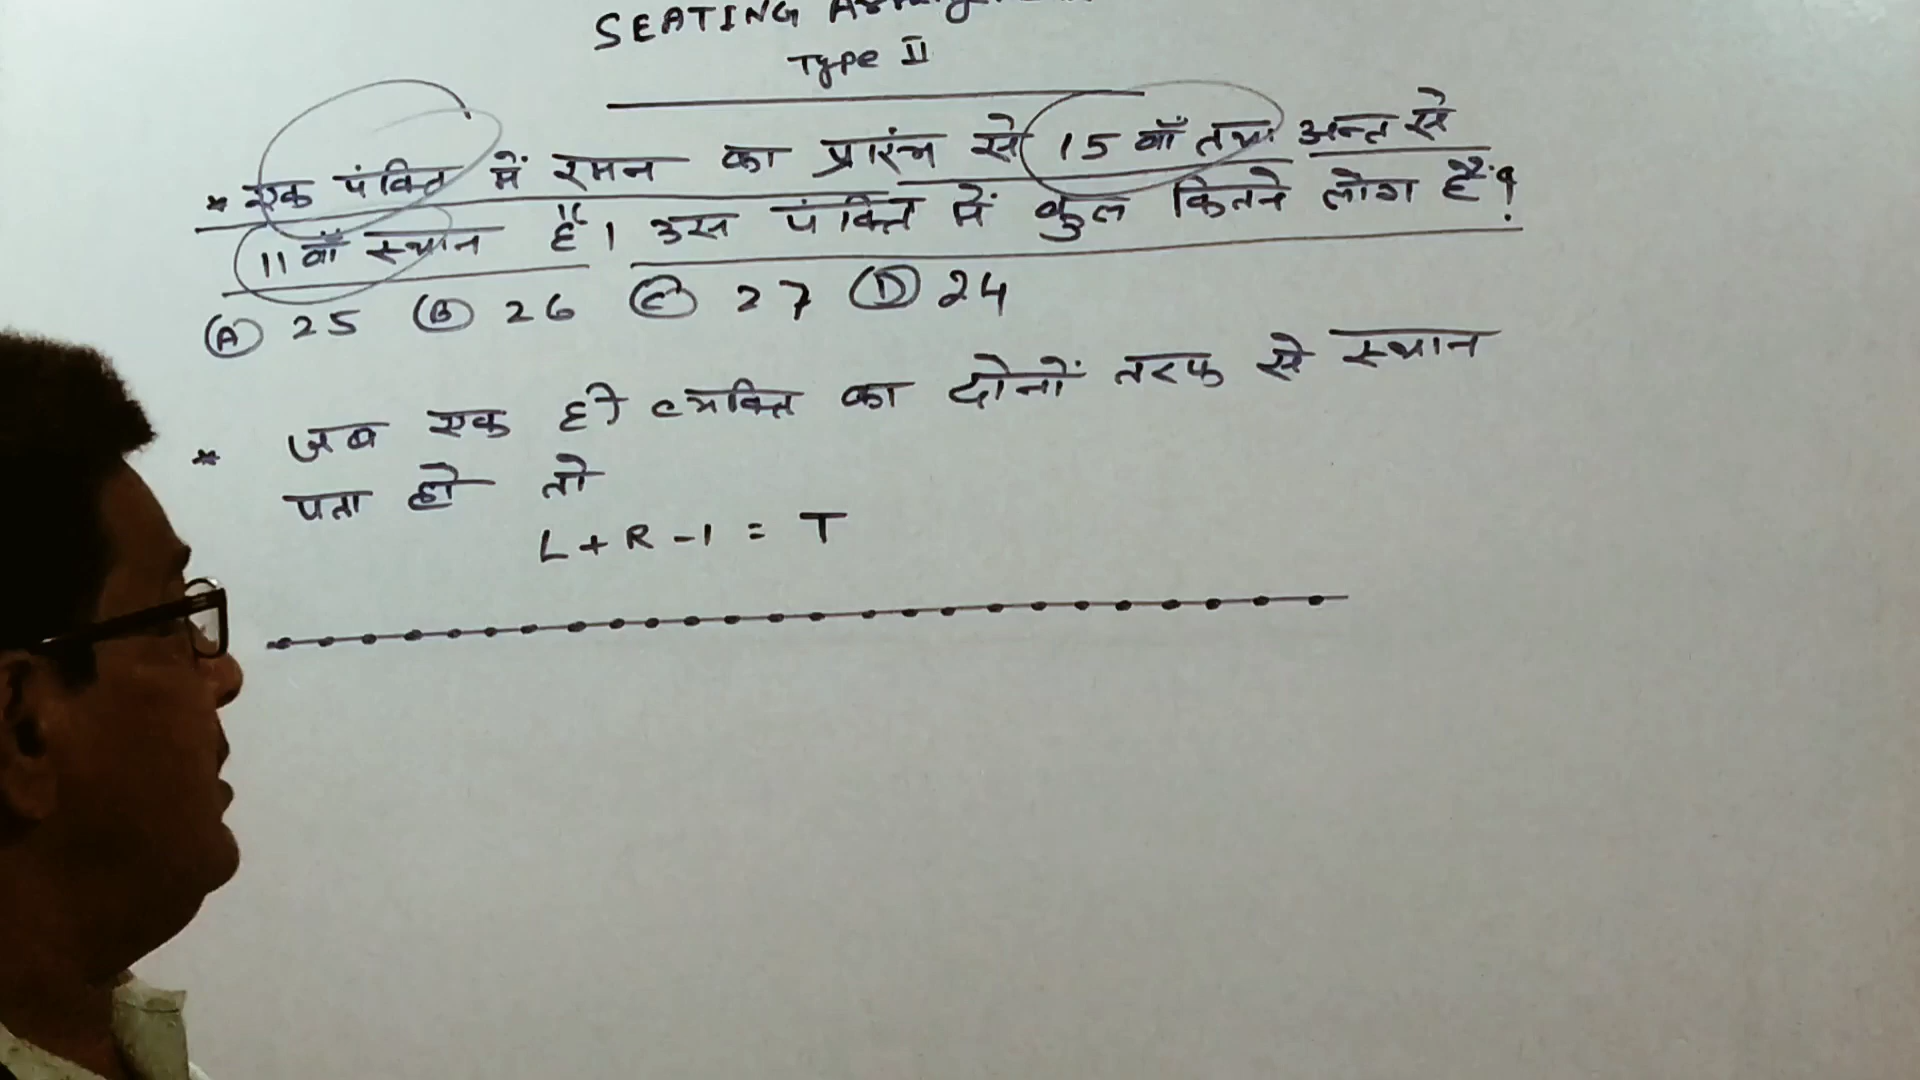 SEATING
Type II
* एक पंक्ति में रमन का प्रारंभ से 15 वाँ तथा अन्त से
11 वाँ स्थान है। उस पंक्ति में कुल कितने लोग हैं?
(A) 25 (B) 26 (C) 27 (D) 24
* जब एक ही व्यक्ति का दोनों तरफ से स्थान
पता हो तो
L + R - 1 = T